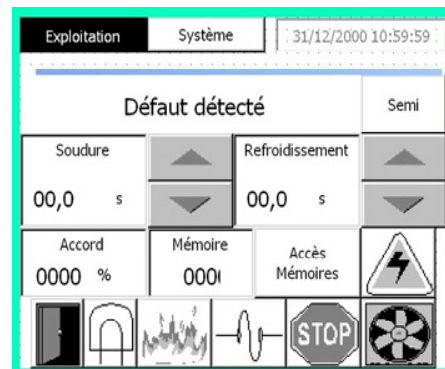 Exploitation Système 31/12/2000 10:59:59
Défaut détecté Semi
Soudure Refroidissement
00,0 s 00,0 s
Accord Mémoire Accès
0000 % 000 Mémoires
STOP